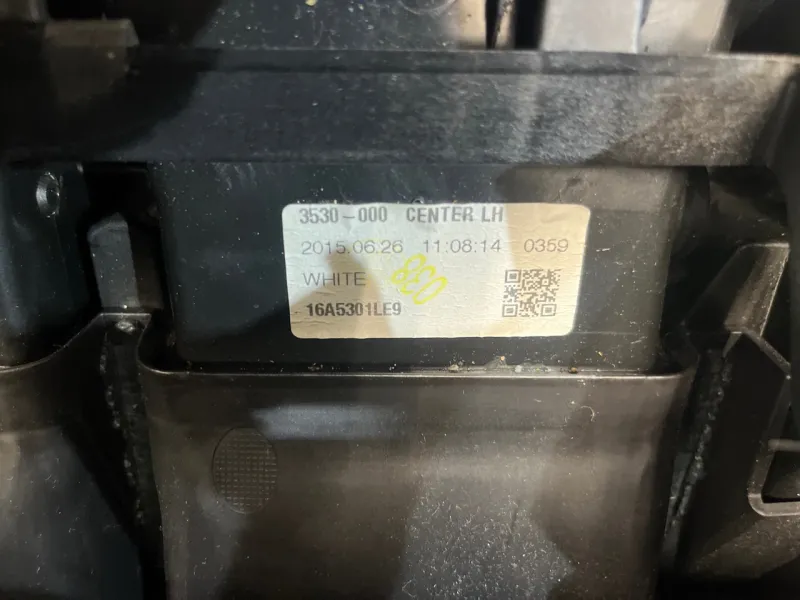 3530-000 CENTER LH
2015.06.26 11:08:14 0359
WHITE
16A5301LE9